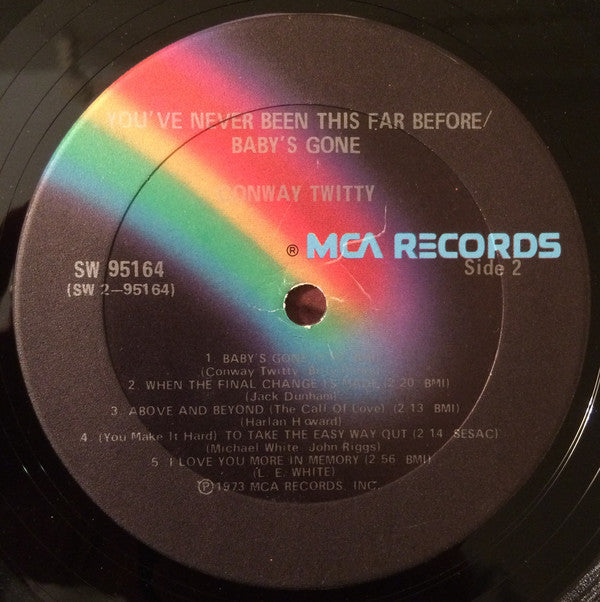 YOU'VE NEVER BEEN THIS FAR BEFORE/
BABY'S GONE
CONWAY TWITTY
® MCA RECORDS
SW 95164
Side 2
(SW 2-95164)
1. BABY'S GONE
(Conway Twitty
2. WHEN THE FINAL CHANGE IS MADE (2:20 BMI)
(Jack Dunham)
3. ABOVE AND BEYOND (The Call Of Love) (2:13 BMI)
(Harlan Howard)
4. (You Make It Hard) TO TAKE THE EASY WAY OUT (2:14 SESAC)
(Michael White John Riggs)
5. I LOVE YOU MORE IN MEMORY (2:56 BMI)
(L. E. WHITE)
℗1973 MCA RECORDS, INC.